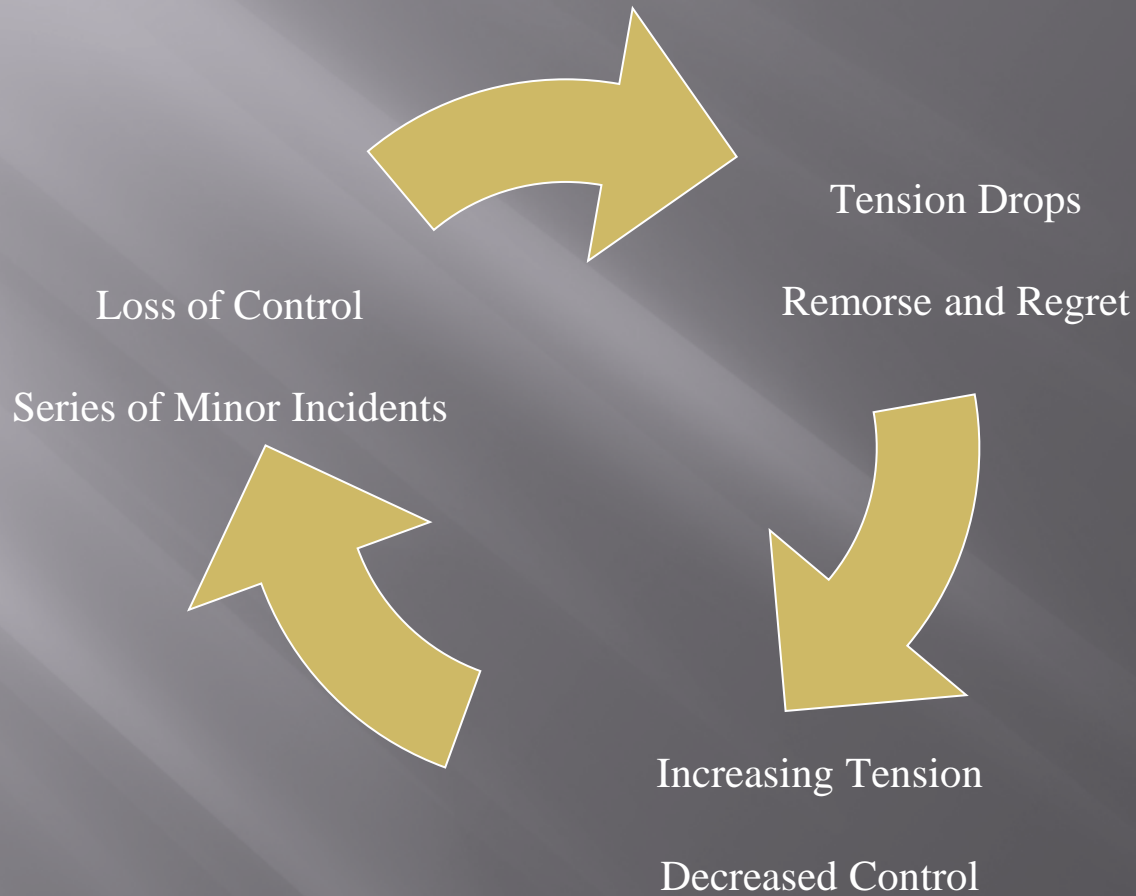 Tension Drops
Remorse and Regret
Loss of Control
Series of Minor Incidents
Increasing Tension
Decreased Control